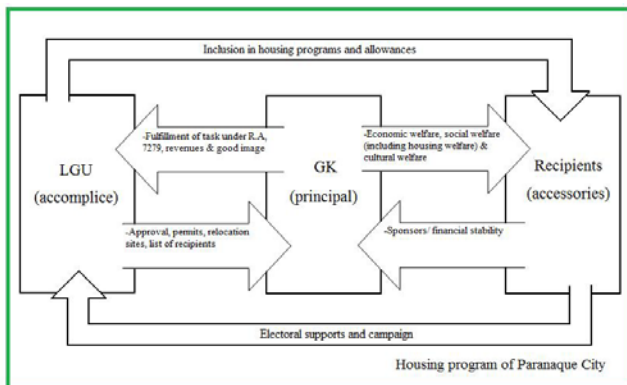 Inclusion in housing programs and allowances
-Fulfillment of task under R.A,
7279, revenues & good image
-Economic welfare, social welfare
(including housing welfare) &
cultural welfare
LGU
(accomplice)
GK
(principal)
Recipients
(accessories)
-Approval, permits, relocation
sites, list of recipients
-Sponsors/ financial stability
Electoral supports and campaign
Housing program of Paranaque City